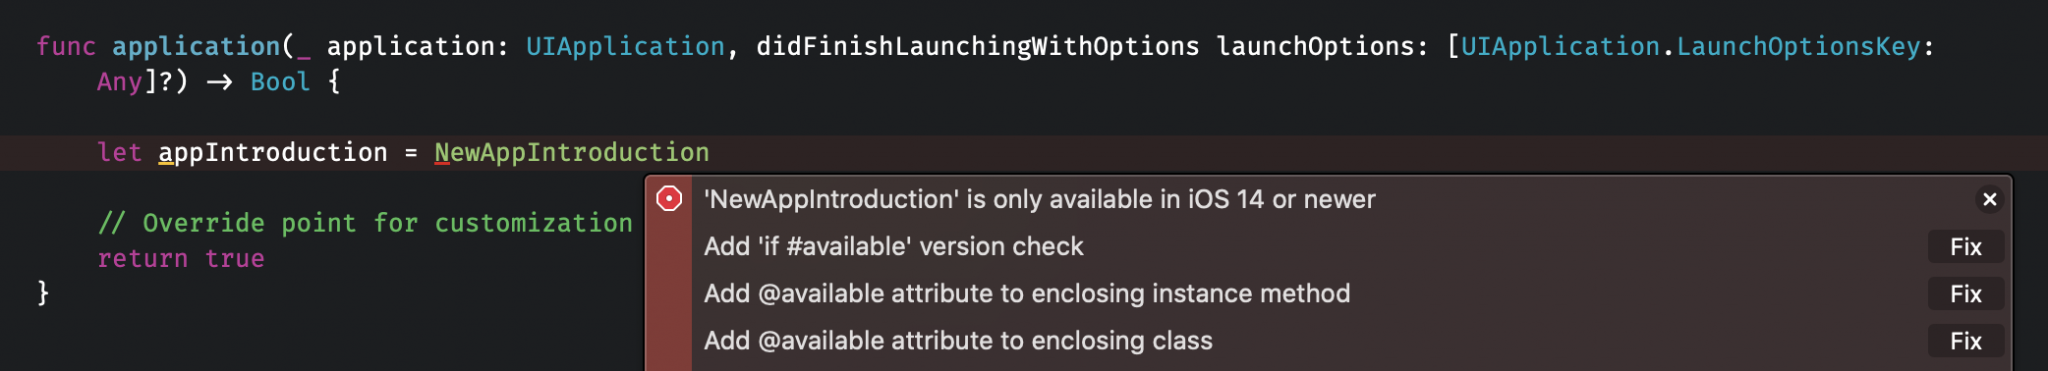 func application(_ application: UIApplication, didFinishLaunchingWithOptions launchOptions: [UIApplication.LaunchOptionsKey:
Any]?) -> Bool {
let appIntroduction = NewAppIntroduction
'NewAppIntroduction' is only available in iOS 14 or newer
Add 'if #available' version check Fix
Add @available attribute to enclosing instance method Fix
Add @available attribute to enclosing class Fix
// Override point for customization
return true
}